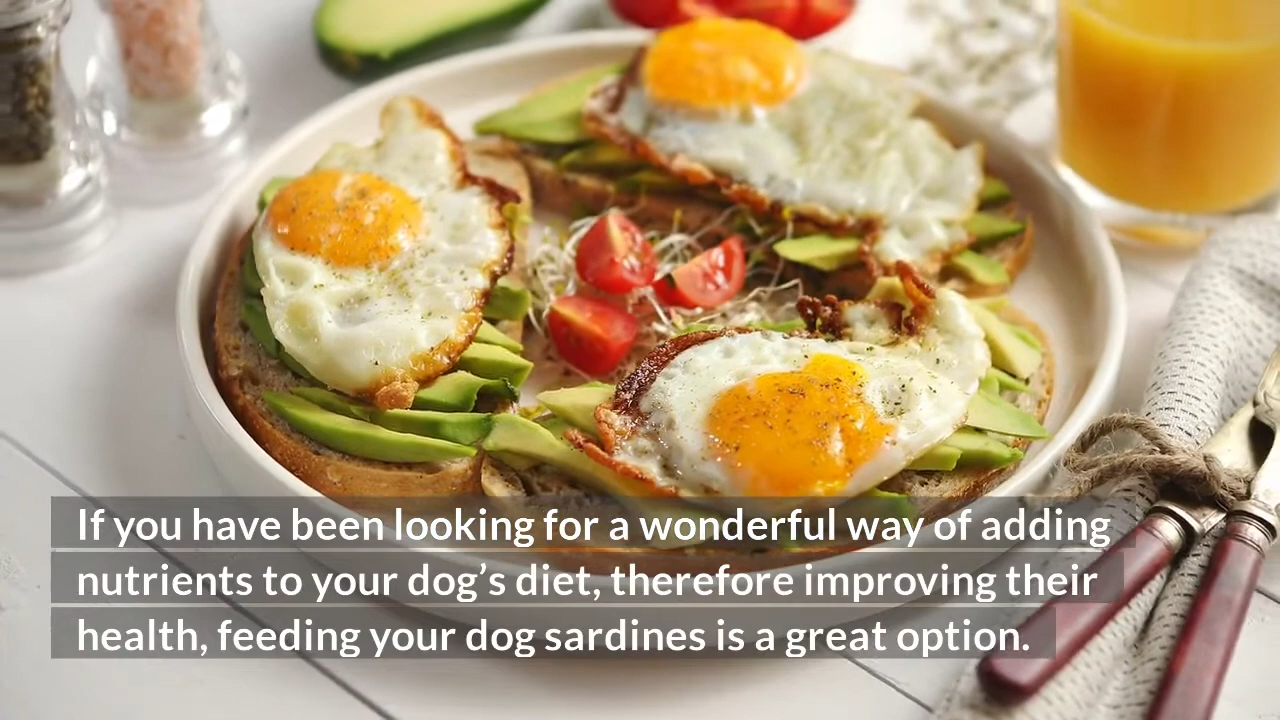 If you have been looking for a wonderful way of adding
nutrients to your dog’s diet, therefore improving their
health, feeding your dog sardines is a great option.